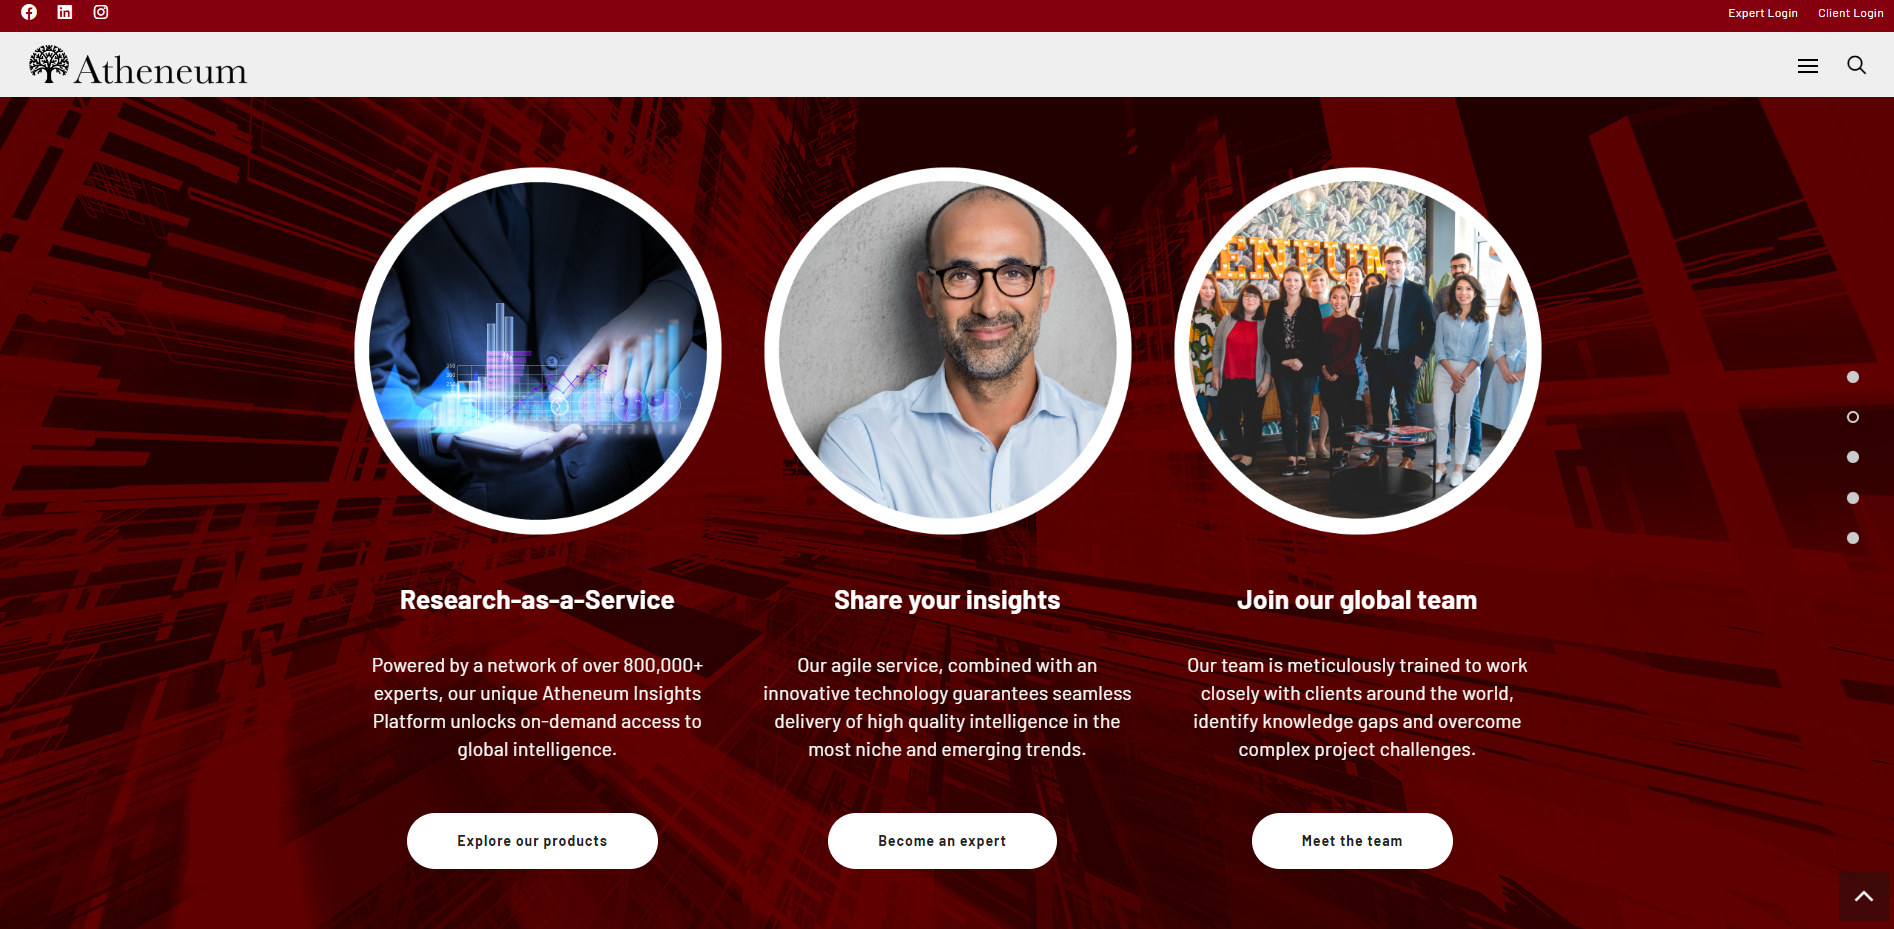 Expert Login
Client Login
Atheneum
ENEUM
Research-as-a-Service
Powered by a network of over 800,000+
experts, our unique Atheneum Insights
Platform unlocks on-demand access to
global intelligence.
Explore our products
Share your insights
Our agile service, combined with an
innovative technology guarantees seamless
delivery of high quality intelligence in the
most niche and emerging trends.
Become an expert
Join our global team
Our team is meticulously trained to work
closely with clients around the world,
identify knowledge gaps and overcome
complex project challenges.
Meet the team